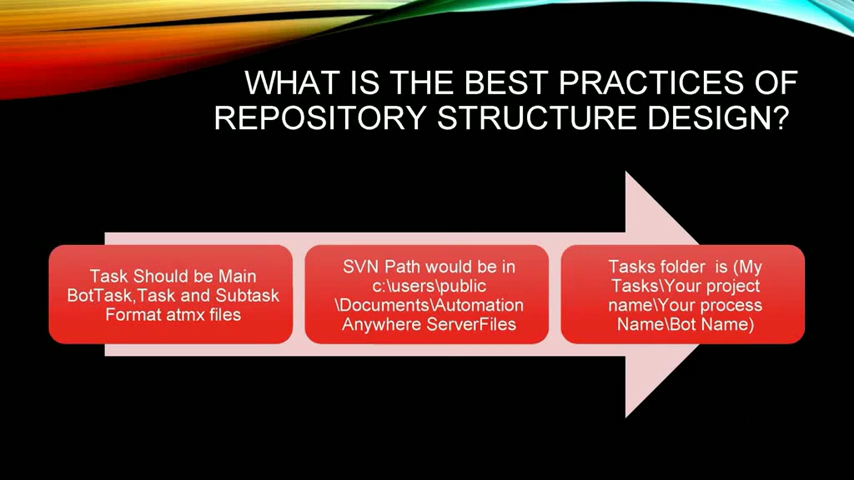 WHAT IS THE BEST PRACTICES OF
REPOSITORY STRUCTURE DESIGN?
Task Should be Main
BotTask,Task and Subtask
Format atmx files
SVN Path would be in
c:\users\public
\Documents\Automation
Anywhere ServerFiles
Tasks folder is (My
Tasks\Your project
name\Your process
Name\Bot Name)